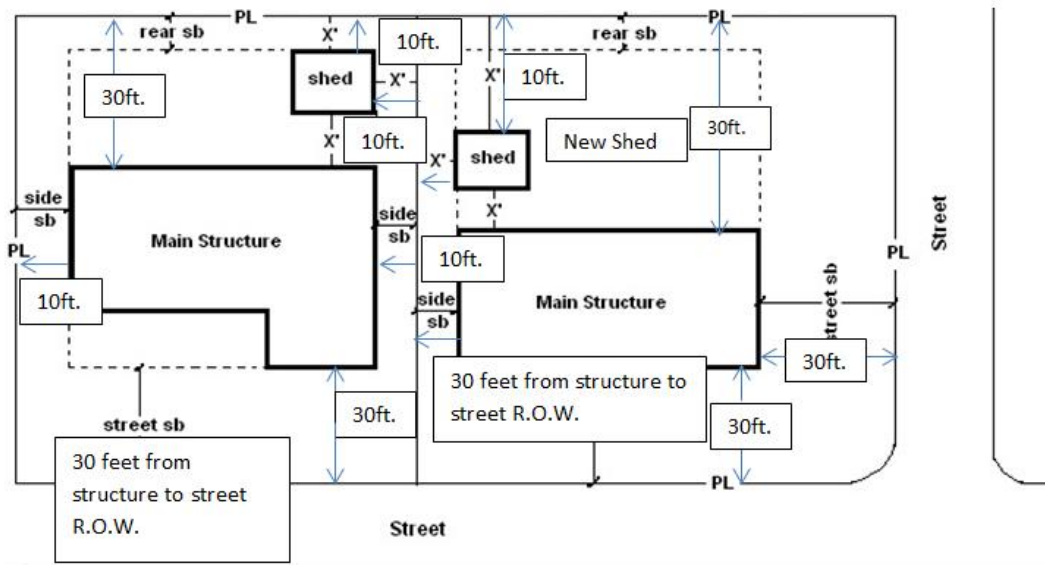 PL
PL
rear sb
rear sb
X'
10ft.
30ft.
shed
X'
X'
10ft.
30ft.
10ft.
New Shed
X'
X'
shed
X'
side
sb
side
sb
Main Structure
PL
10ft.
10ft.
side
sb
Main Structure
street sb
PL
Street
30ft.
30 feet from structure to
street R.O.W.
30ft.
30ft.
street sb
30 feet from
structure to street
R.O.W.
PL
Street